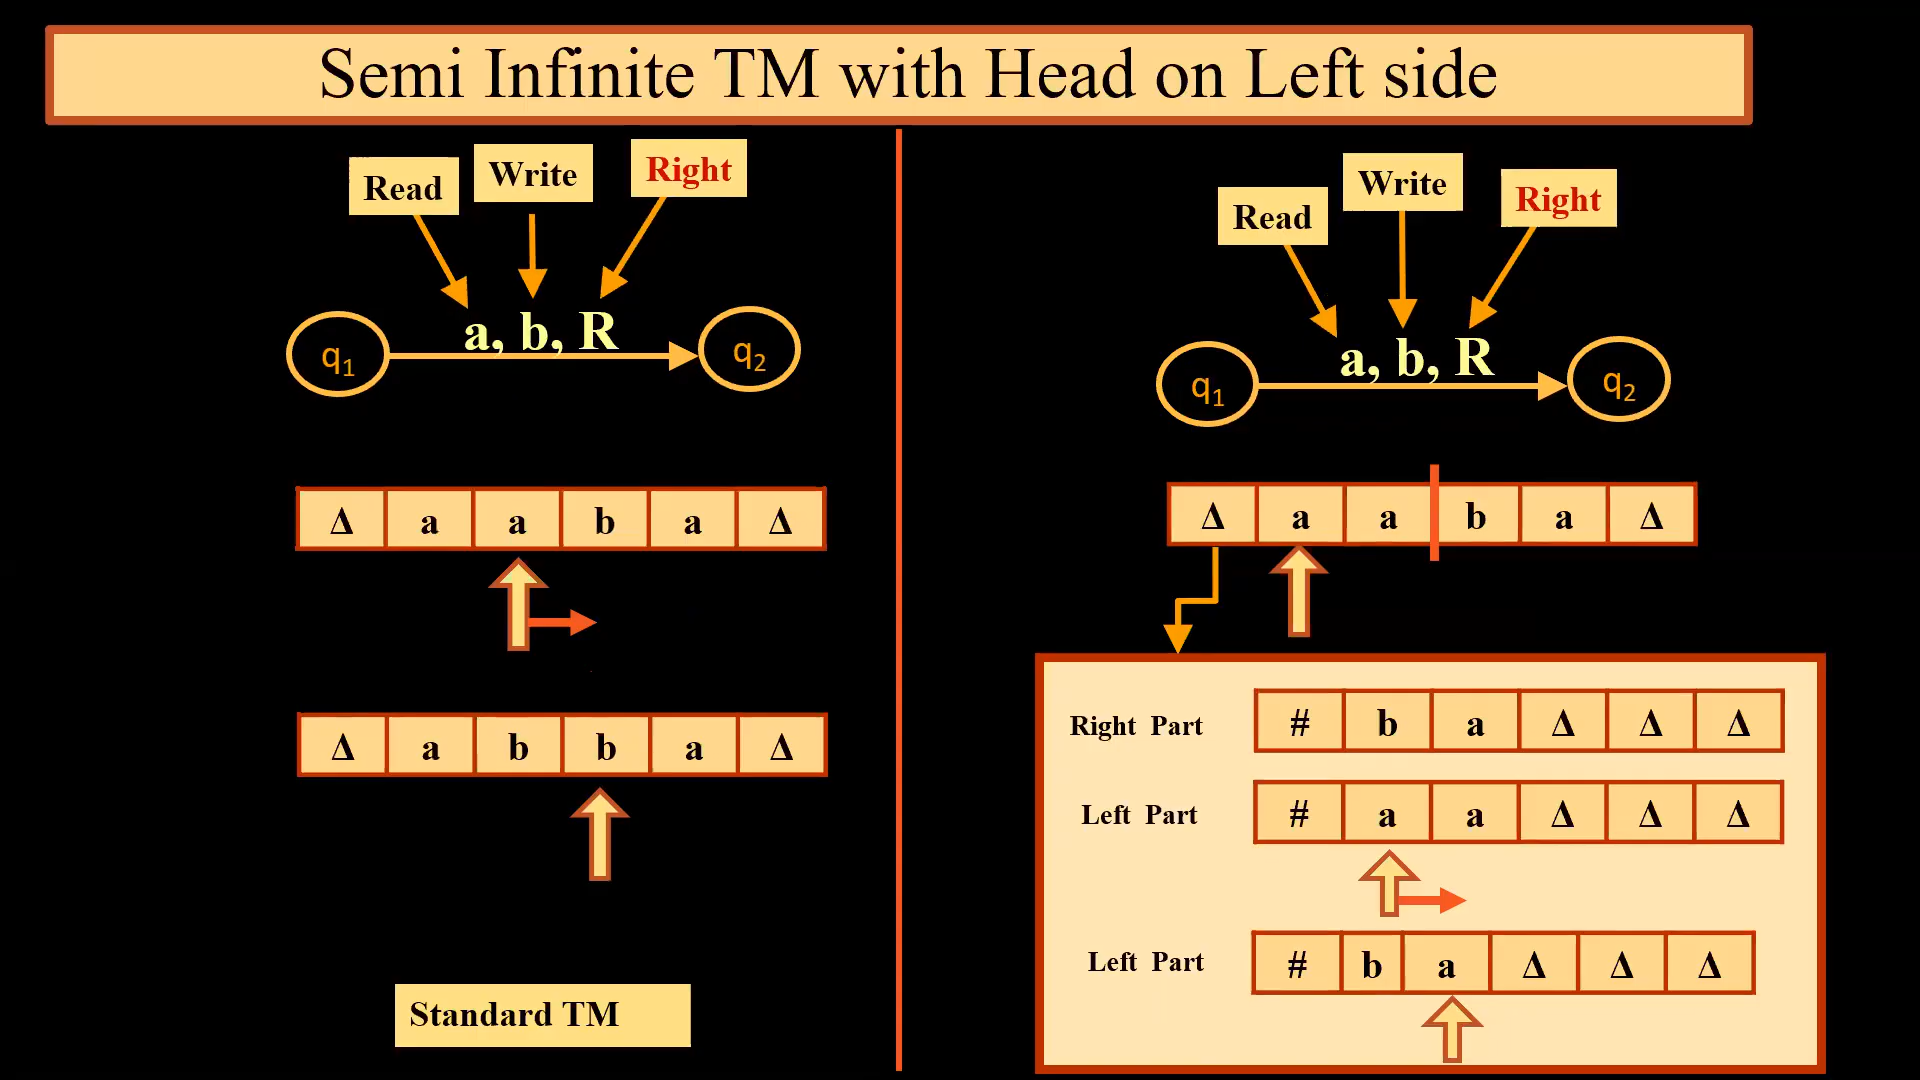 Semi Infinite TM with Head on Left side
Read
Write
Right
a, b, R
q1
q2
Δ a a b a Δ
Δ a b b a Δ
Standard TM
Read
Write
Right
a, b, R
q1
q2
Δ a a b a Δ
Right Part # b a Δ Δ Δ
Left Part # a a Δ Δ Δ
Left Part # b a Δ Δ Δ